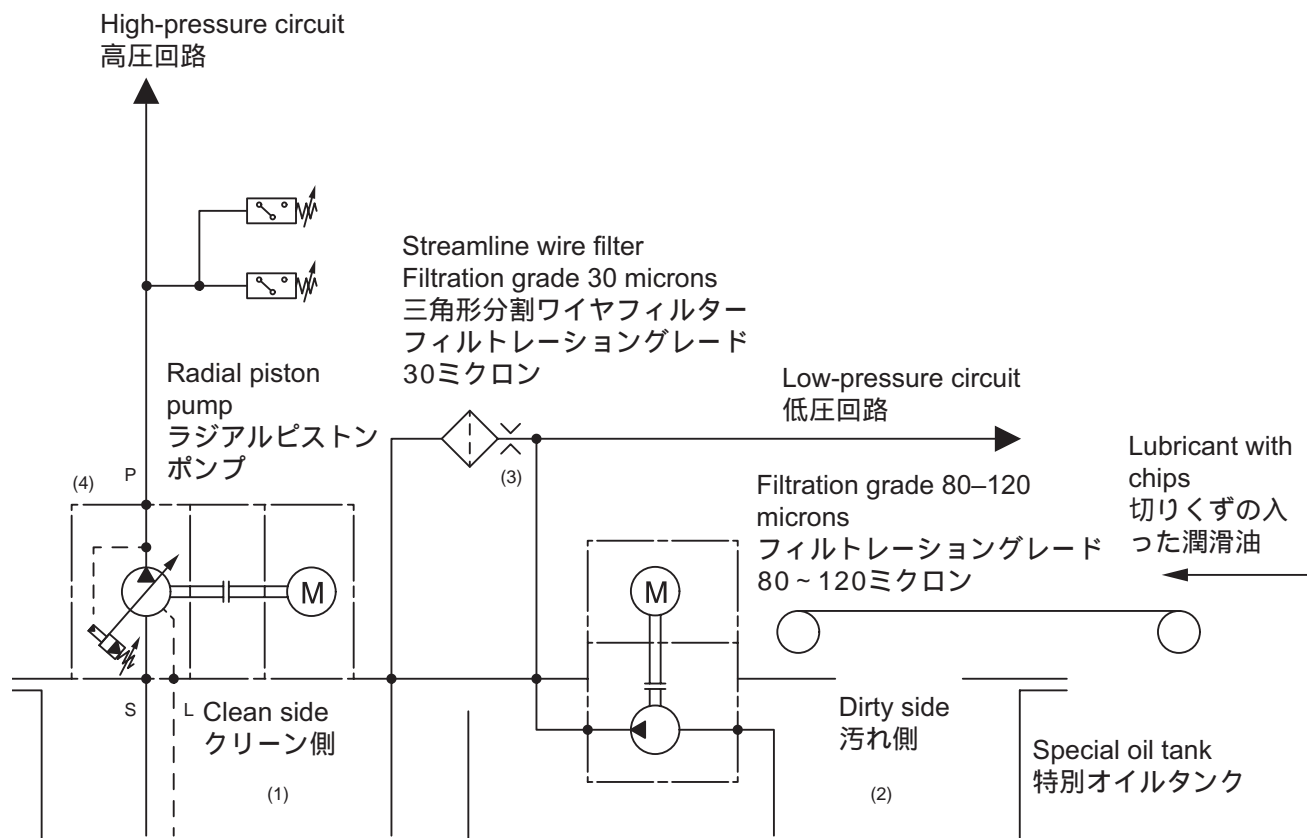 High-pressure circuit
高圧回路
Streamline wire filter
Filtration grade 30 microns
三角形分割ワイヤフィルター
フィルトレーショングレード
30ミクロン
Radial piston
pump
ラジアルピストン
ポンプ
Low-pressure circuit
低圧回路
Lubricant with
chips
切りくずの入
った潤滑油
(4)
P
(3)
Filtration grade 80–120
microns
フィルトレーショングレード
80~120ミクロン
M
M
S
L
Clean side
クリーン側
(1)
Dirty side
汚れ側
(2)
Special oil tank
特別オイルタンク